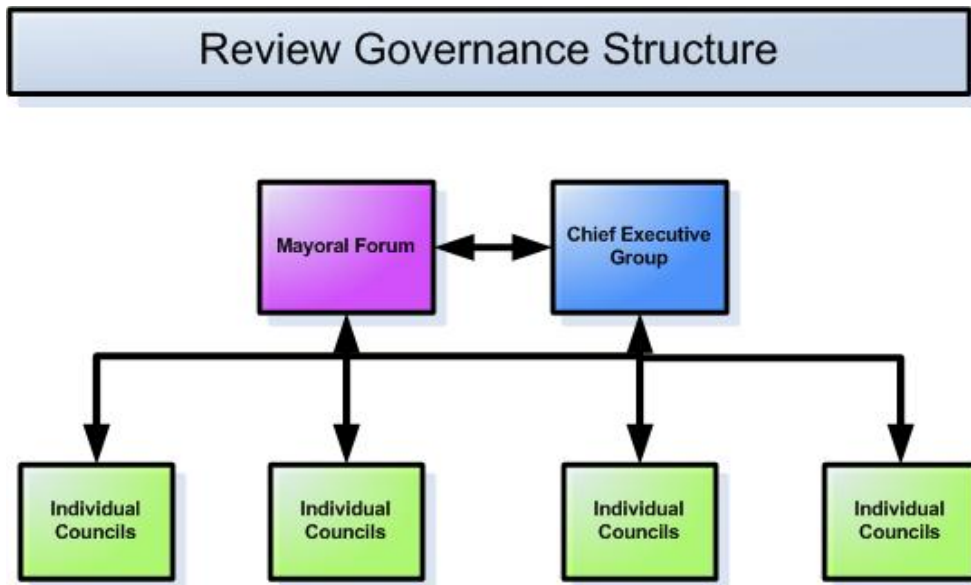 Review Governance Structure
Mayoral Forum
Chief Executive
Group
Individual
Councils
Individual
Councils
Individual
Councils
Individual
Councils